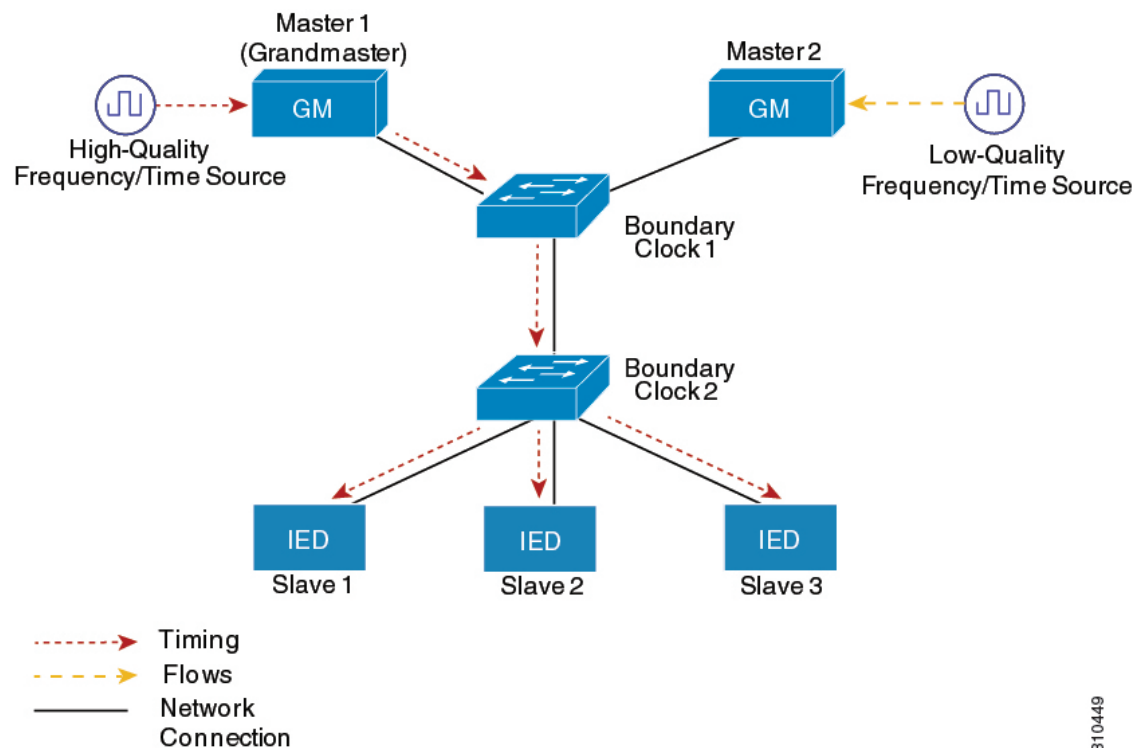 Master 1
(Grandmaster)
Master 2
GM
GM
High-Quality
Frequency/Time Source
Low-Quality
Frequency/Time Source
Boundary
Clock 1
Boundary
Clock 2
IED
IED
IED
Slave 1
Slave 2
Slave 3
Timing
Flows
Network
Connection
310449